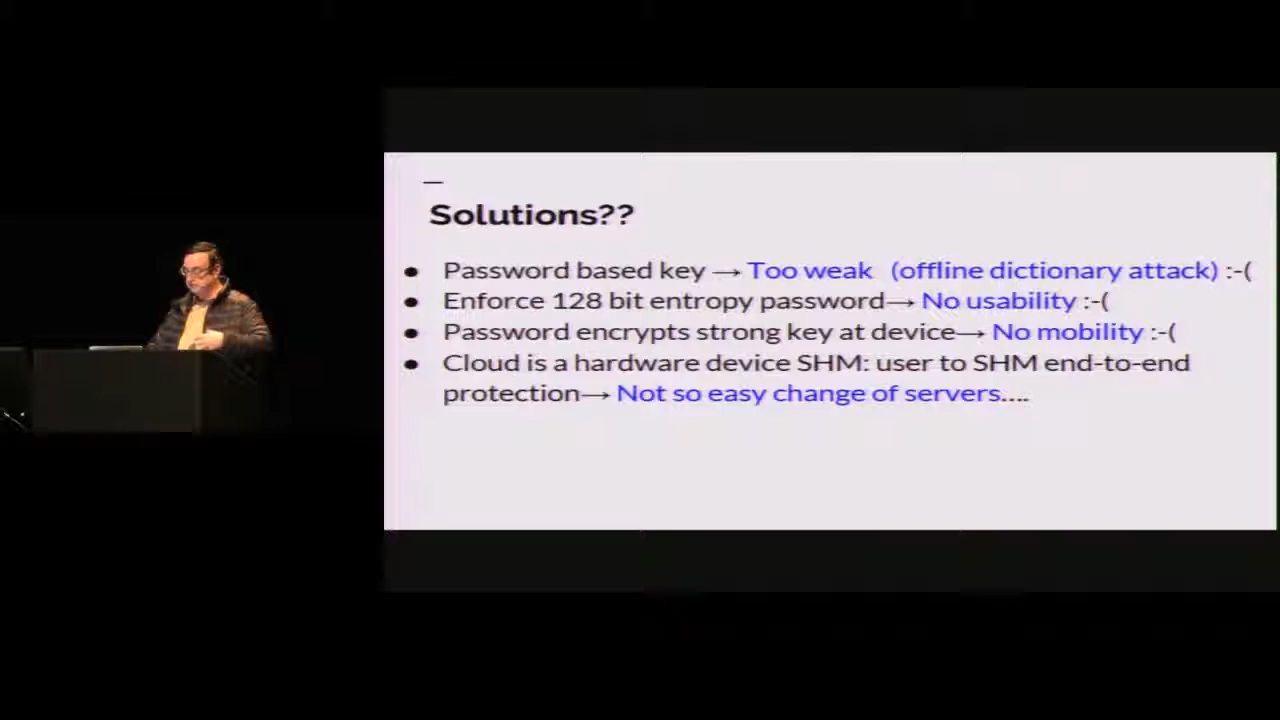 Solutions??
● Password based key → Too weak (offline dictionary attack) :-(
● Enforce 128 bit entropy password→ No usability :-(
● Password encrypts strong key at device→ No mobility :-(
● Cloud is a hardware device SHM: user to SHM end-to-end
protection→ Not so easy change of servers....